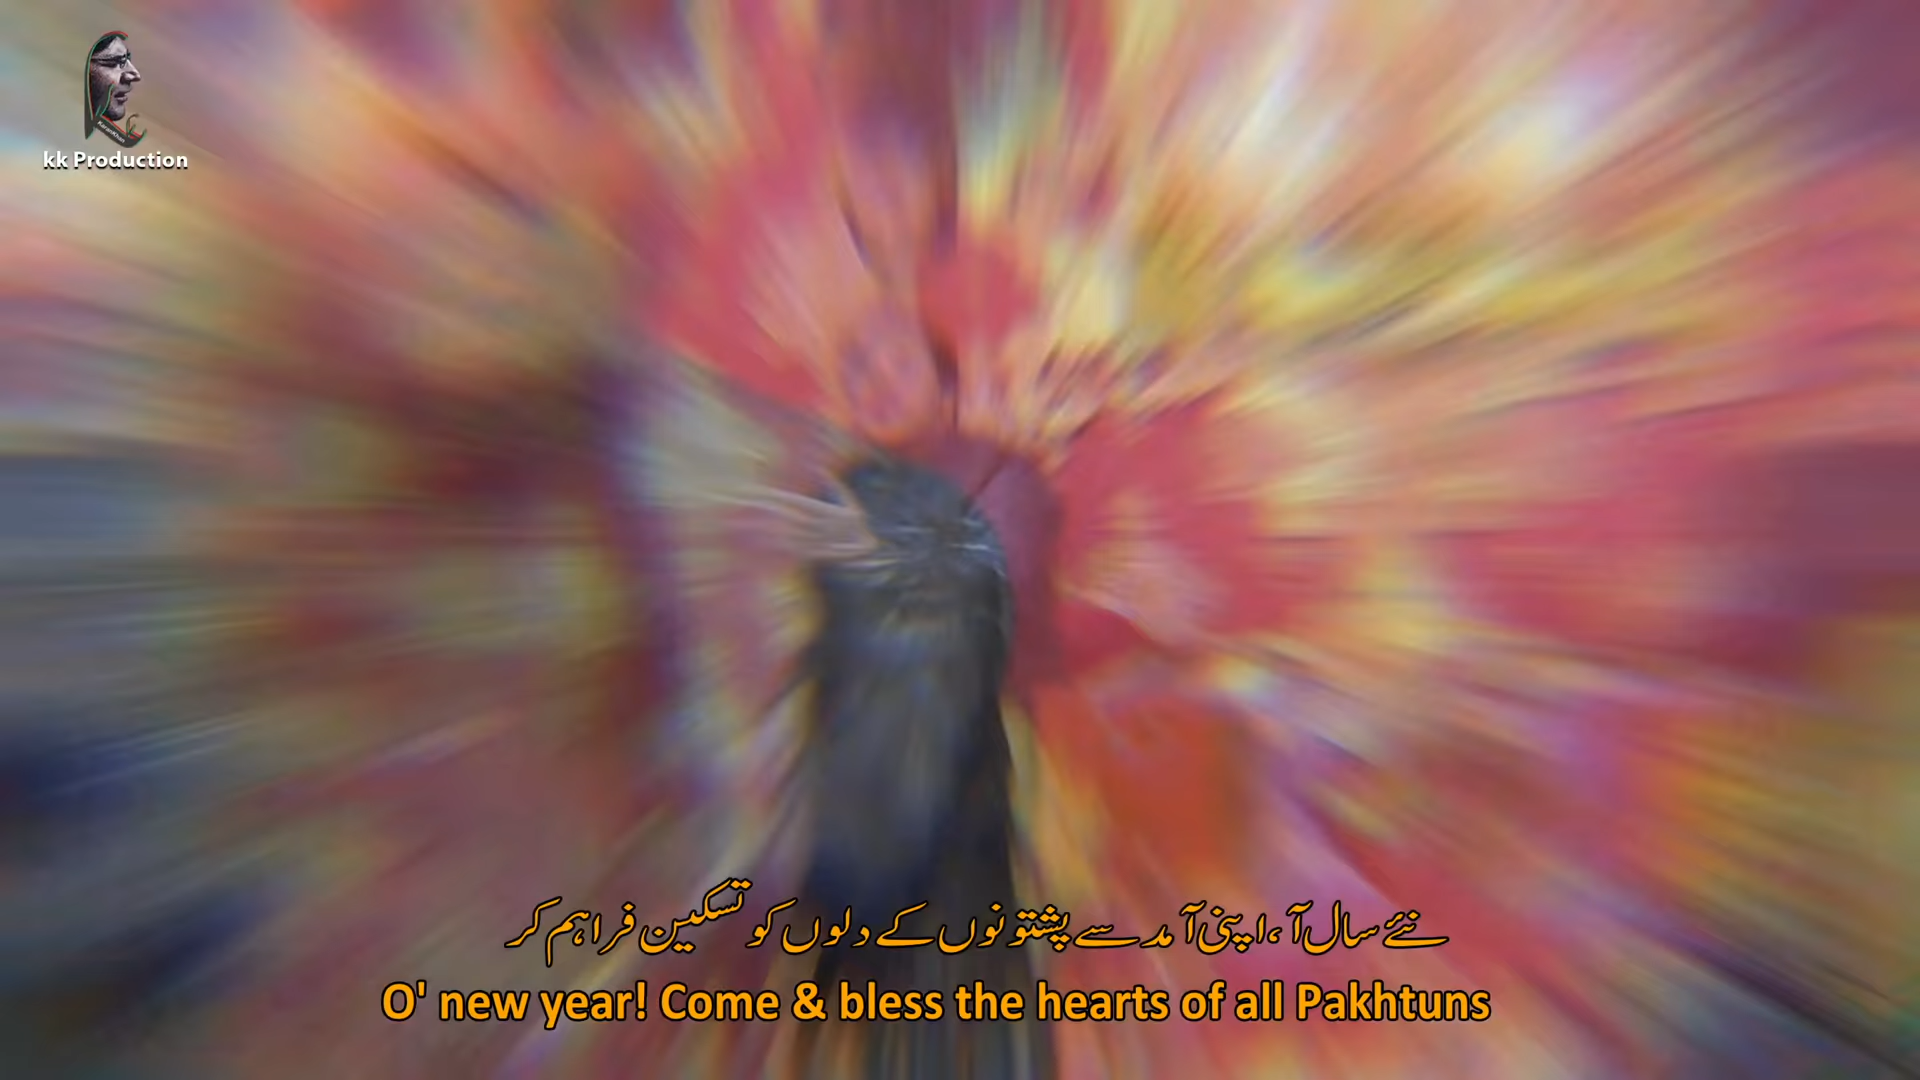 KaranKhan
kk Production
نئے سال آ، اپنی آمد سے پشتونوں کے دلوں کو تسکین فراہم کر
O' new year! Come & bless the hearts of all Pakhtuns